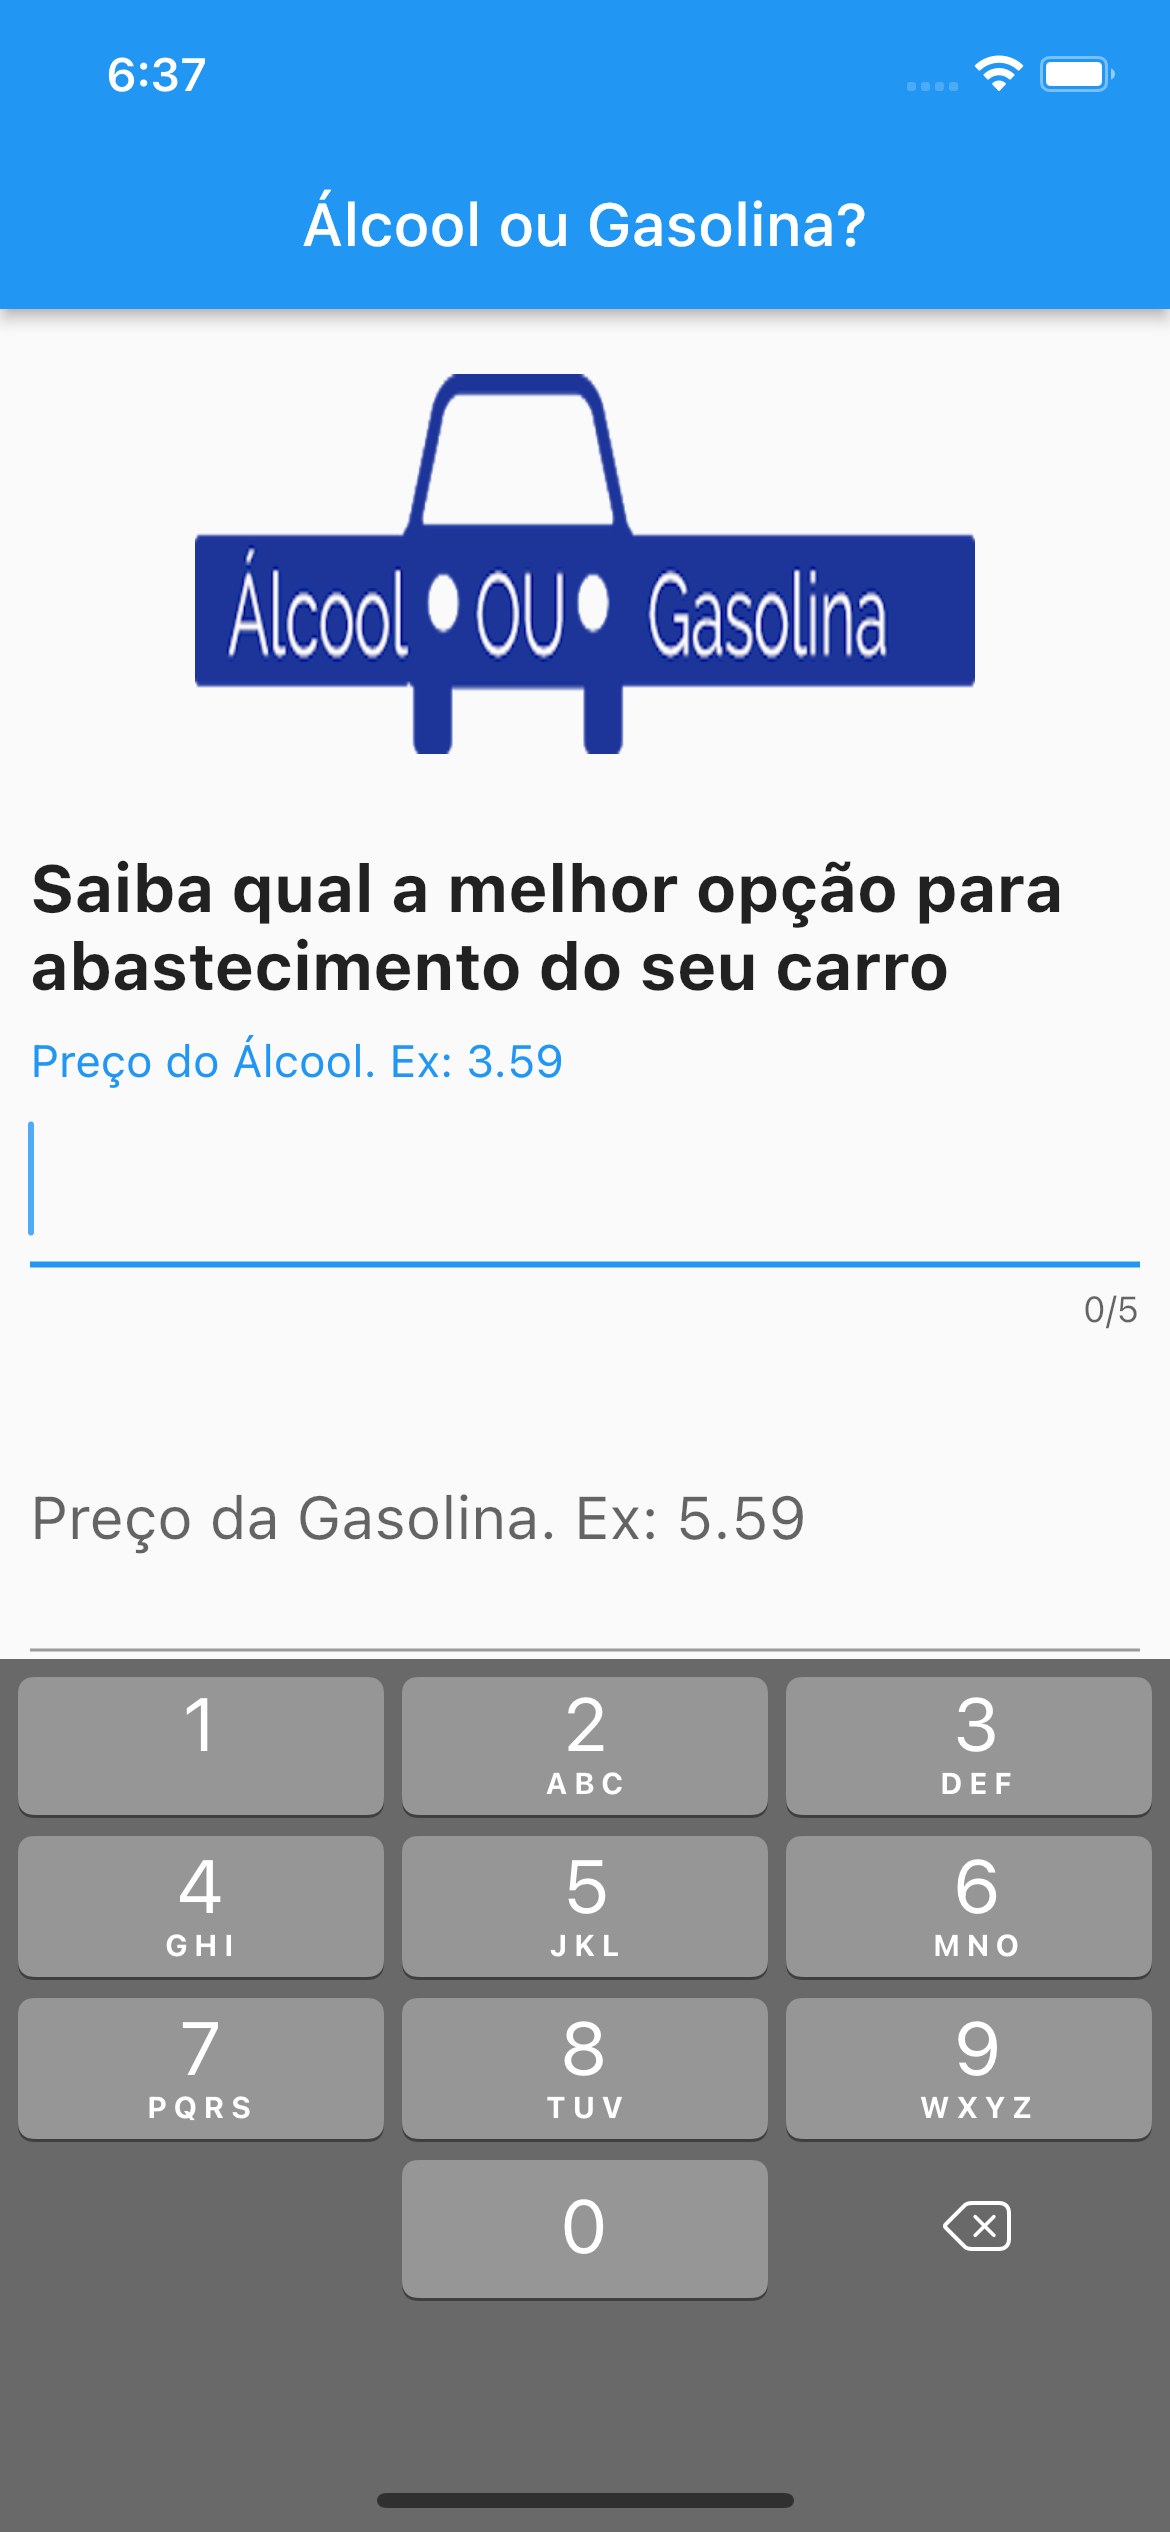 6:37
Álcool ou Gasolina?
Álcool OU Gasolina
Saiba qual a melhor opção para
abastecimento do seu carro
Preço do Álcool. Ex: 3.59
0/5
Preço da Gasolina. Ex: 5.59
1 2 3
ABC DEF
4 5 6
GHI JKL MNO
7 8 9
PQRS TUV WXYZ
0